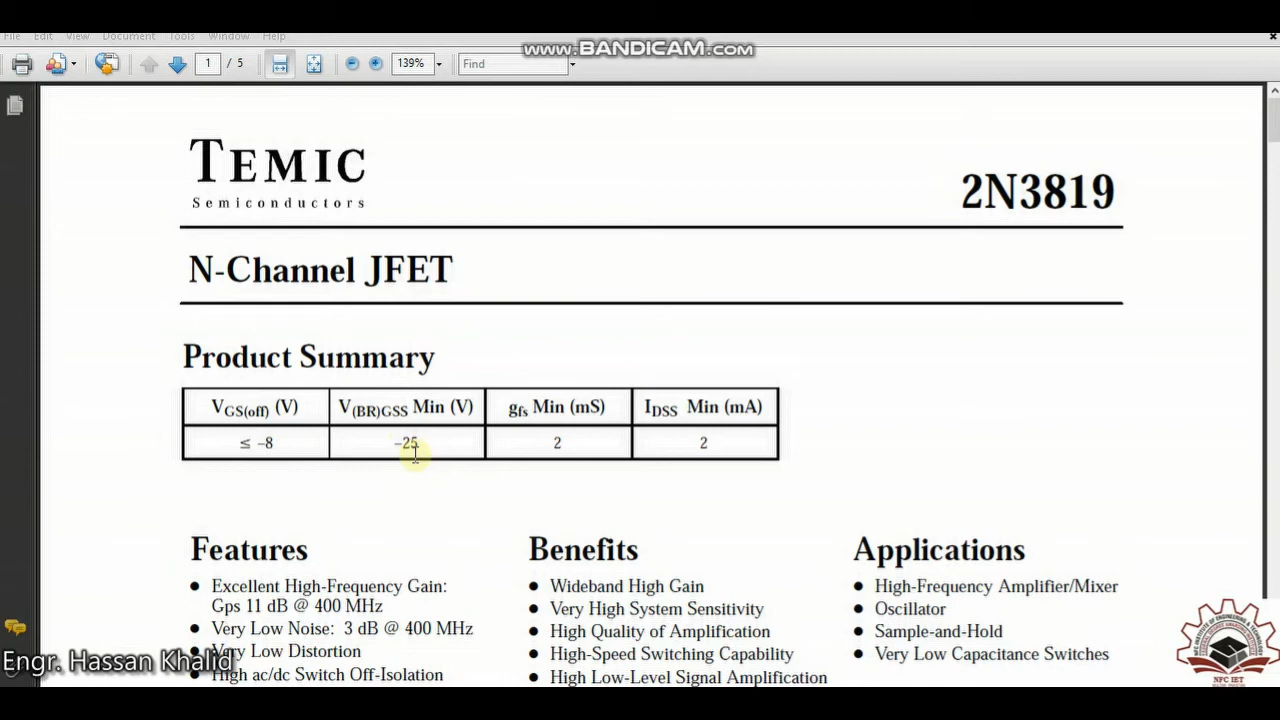 File Edit View Document Tools Window Help
www.BANDICAM.com
1 / 5 139% Find
TEMIC
Semiconductors
2N3819
N-Channel JFET
Product Summary
VGS(off) (V) V(BR)GSS Min (V) gfs Min (mS) IDSS Min (mA)
≤ –8 –25 2 2
Features
● Excellent High-Frequency Gain:
Gps 11 dB @ 400 MHz
● Very Low Noise: 3 dB @ 400 MHz
● Very Low Distortion
● High ac/dc Switch Off-Isolation
Benefits
● Wideband High Gain
● Very High System Sensitivity
● High Quality of Amplification
● High-Speed Switching Capability
● High Low-Level Signal Amplification
Applications
● High-Frequency Amplifier/Mixer
● Oscillator
● Sample-and-Hold
● Very Low Capacitance Switches
Engr. Hassan Khalid
NFC IET